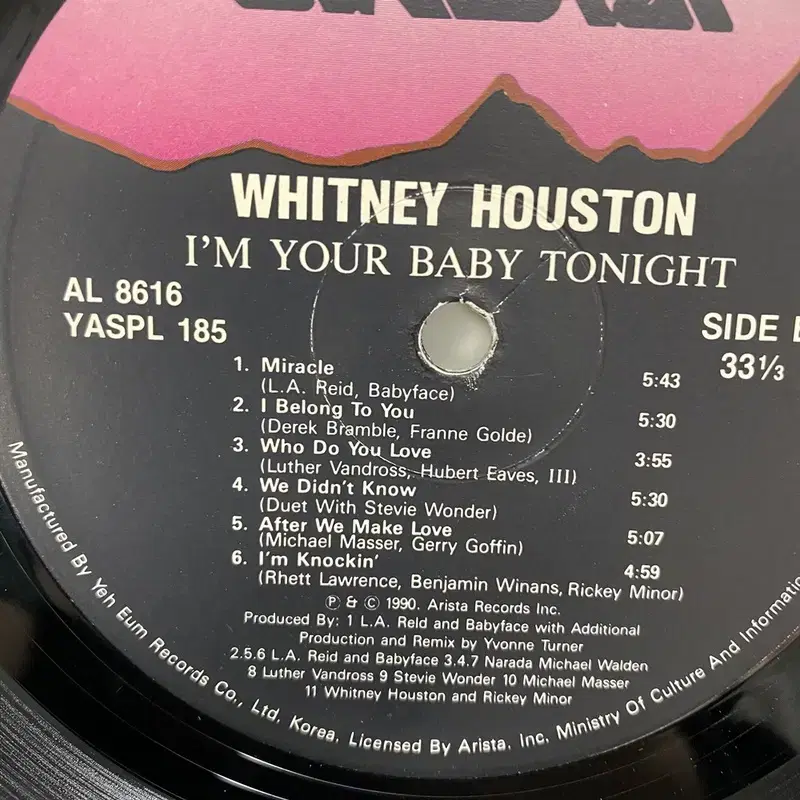 WHITNEY HOUSTON
I'M YOUR BABY TONIGHT
AL 8616
YASPL 185
SIDE
33⅓
1. Miracle 5:43
(L.A. Reid, Babyface)
2. I Belong To You 5:30
(Derek Bramble, Franne Golde)
3. Who Do You Love 3:55
(Luther Vandross, Hubert Eaves, III)
4. We Didn't Know 5:30
(Duet With Stevie Wonder)
5. After We Make Love 5:07
(Michael Masser, Gerry Goffin)
6. I'm Knockin' 4:59
(Rhett Lawrence, Benjamin Winans, Rickey Minor)
℗ & © 1990. Arista Records Inc.
Produced By: 1 L.A. Reld and Babyface with Additional
Production and Remix by Yvonne Turner
2.5.6 L.A. Reid and Babyface 3.4.7 Narada Michael Walden
8 Luther Vandross 9 Stevie Wonder 10 Michael Masser
11 Whitney Houston and Rickey Minor
Manufactured By Yeh Eum Records Co., Ltd. Korea, Licensed By Arista, Inc. Ministry Of Culture And